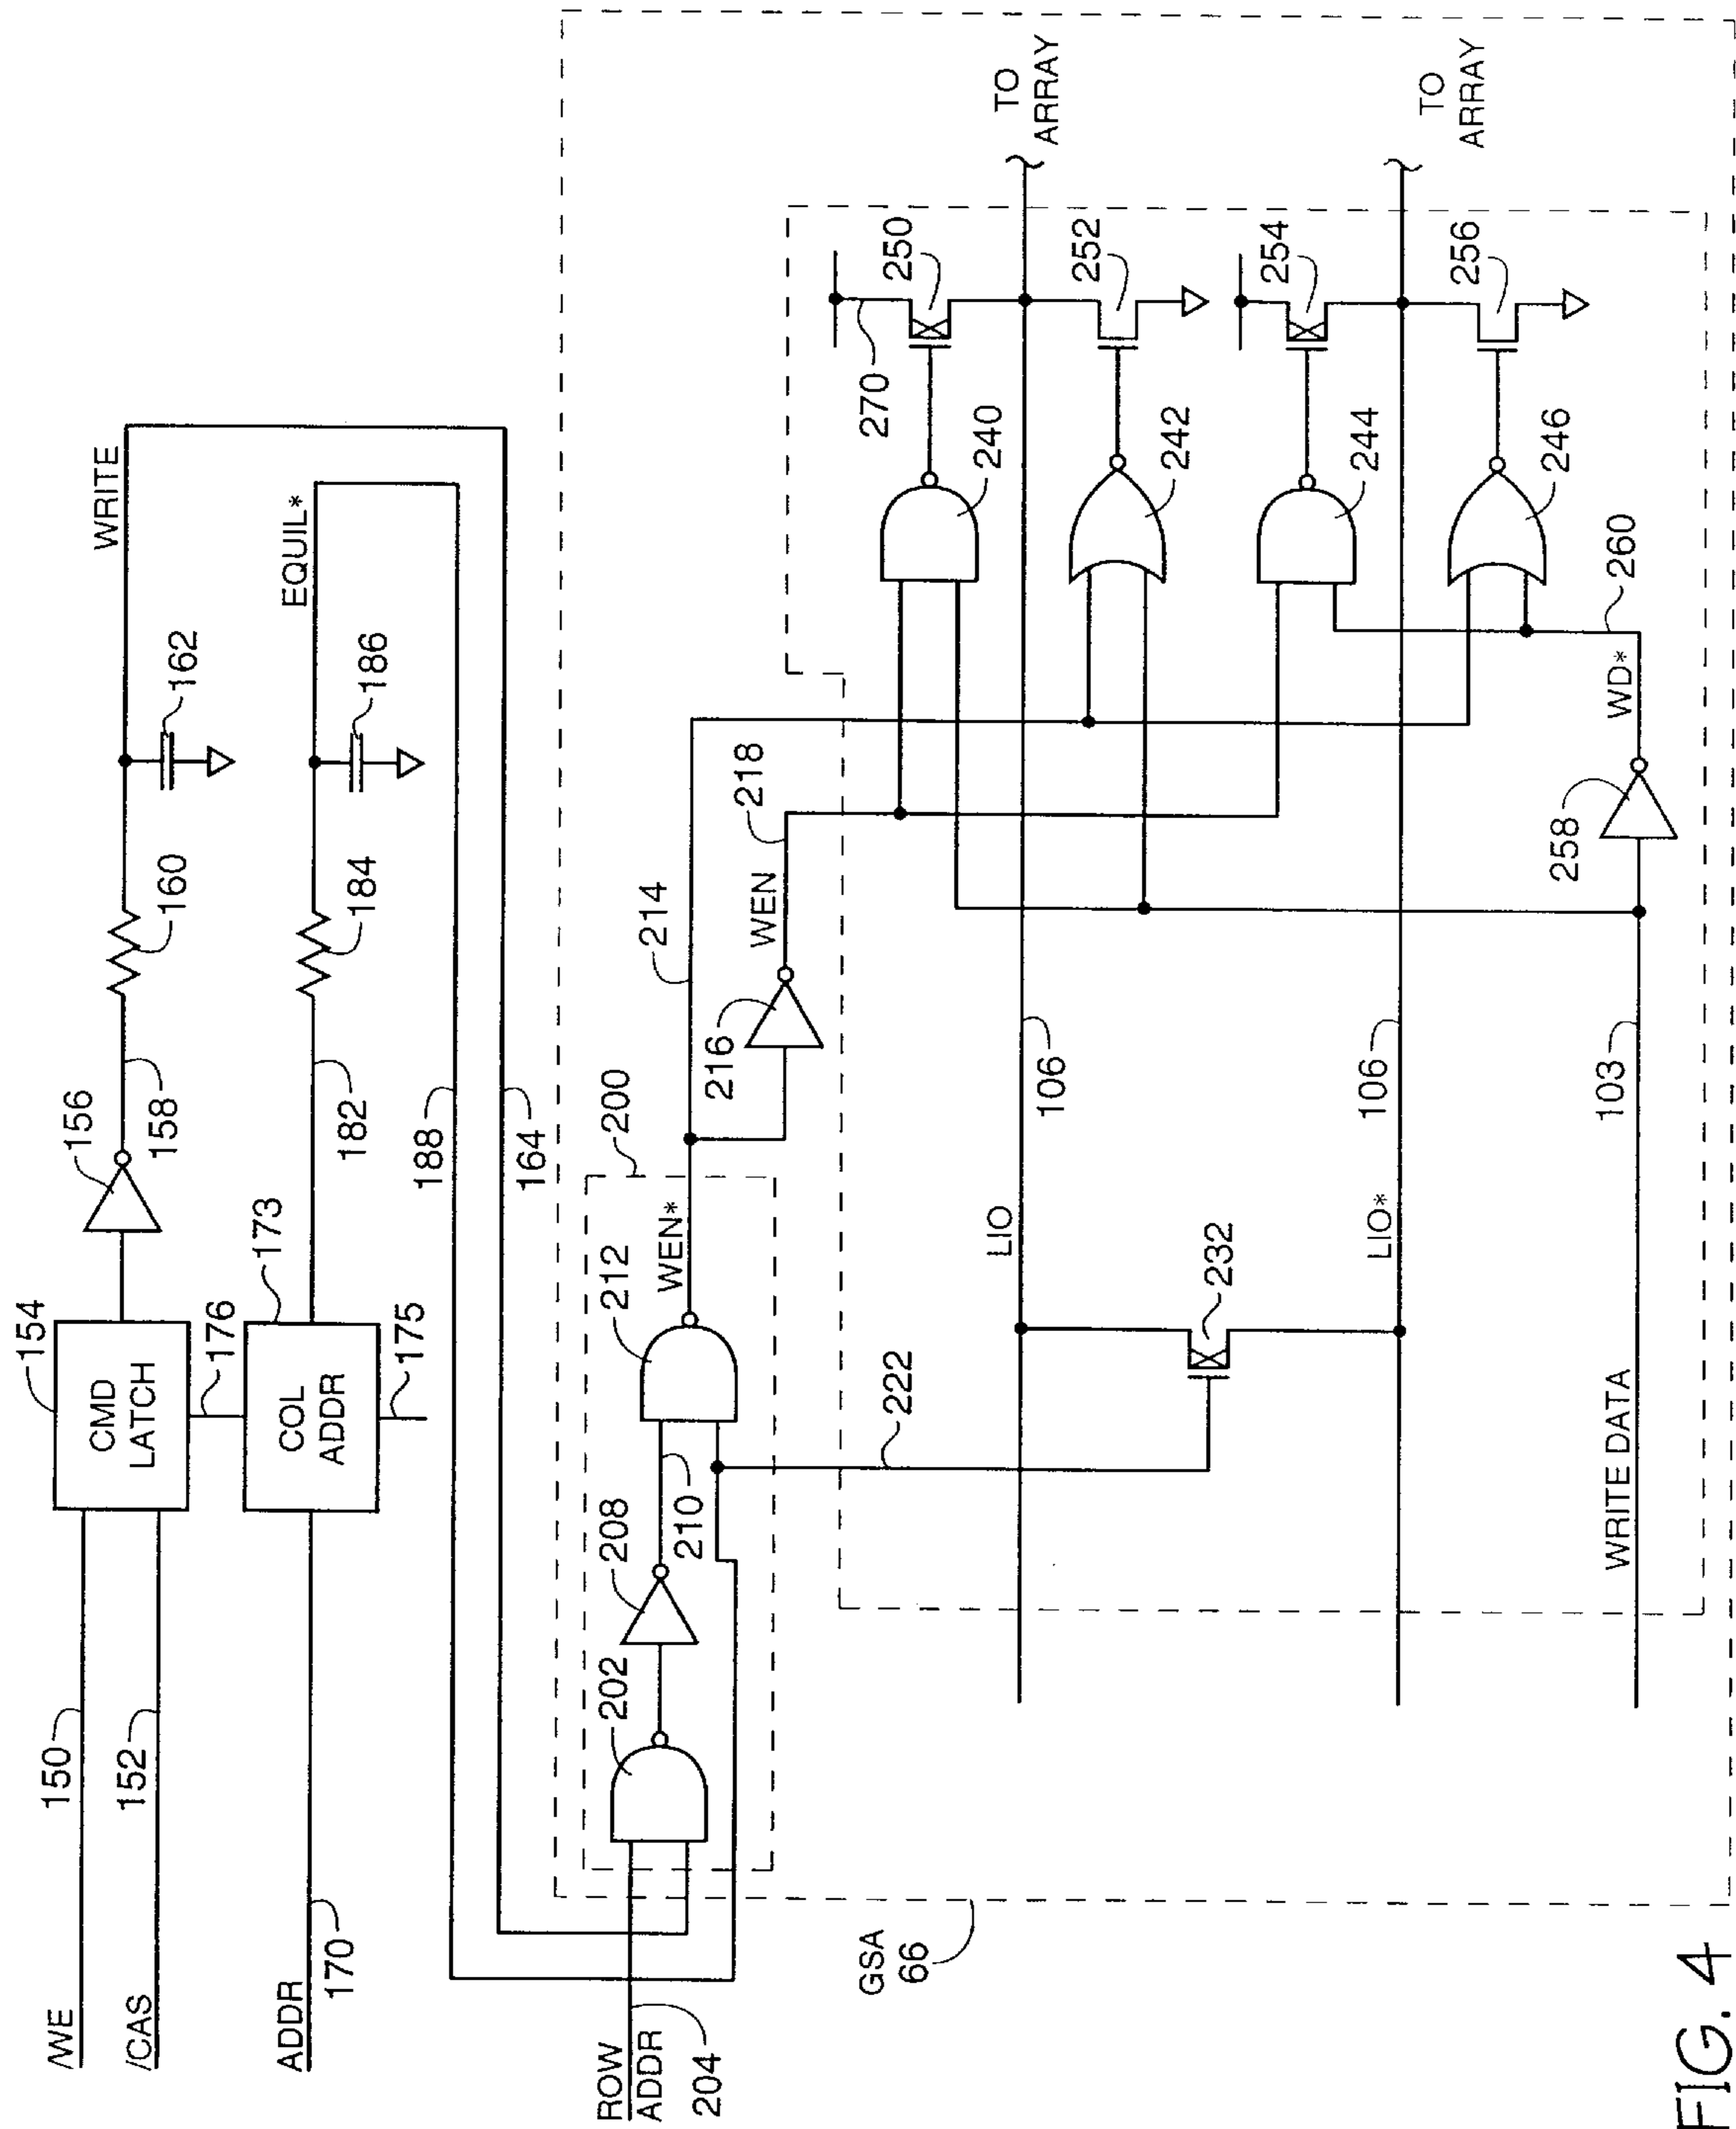 /WE
150
/CAS
152
154
CMD
LATCH
156
158
160
162
WRITE
176
ADDR
170
COL
ADDR
173
175
182
184
186
EQUIL*
188
164
ROW
ADDR
204
GSA
66
200
202
208
210
212
WEN*
214
216
WEN
218
222
LIO
106
232
LIO*
106
WRITE DATA
103
258
WD*
260
240
242
244
246
270
250
252
254
256
TO
ARRAY
TO
ARRAY
FIG. 4